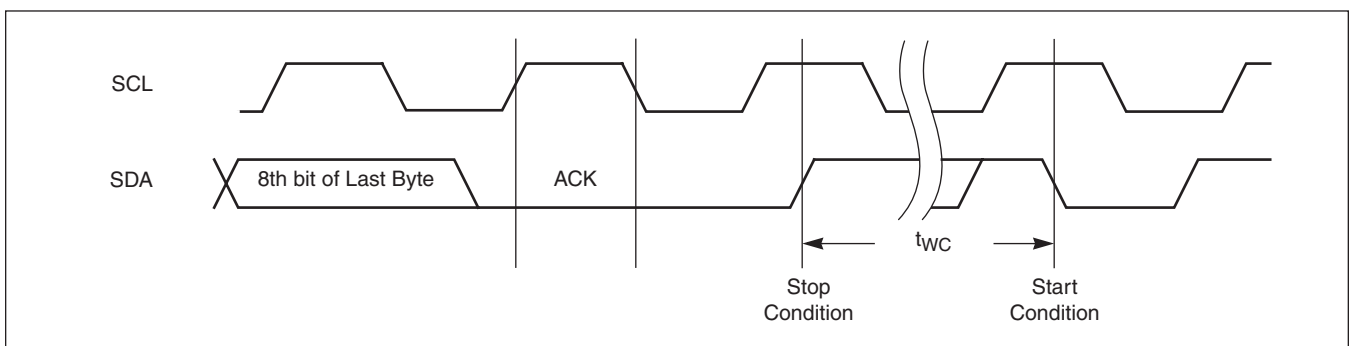 SCL
SDA
8th bit of Last Byte
ACK
tWC
Stop
Condition
Start
Condition